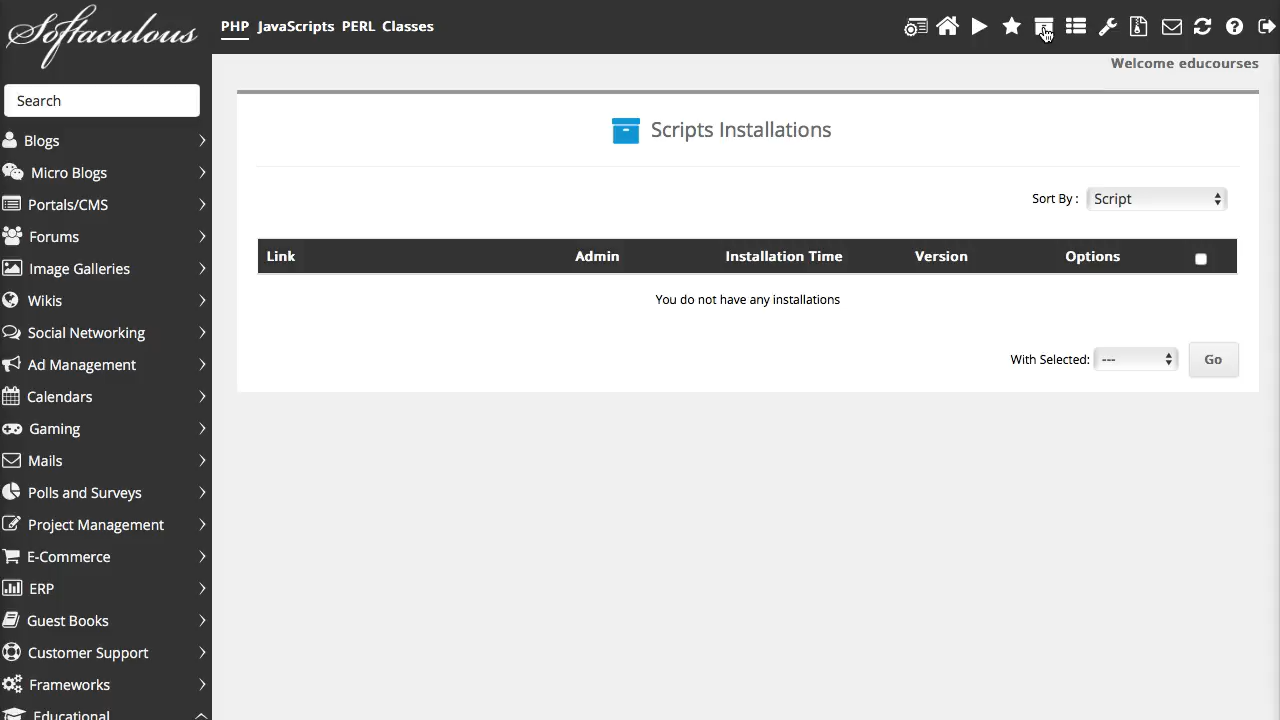 Softaculous
PHP JavaScripts PERL Classes
Welcome educourses
Search
Blogs
Micro Blogs
Portals/CMS
Forums
Image Galleries
Wikis
Social Networking
Ad Management
Calendars
Gaming
Mails
Polls and Surveys
Project Management
E-Commerce
ERP
Guest Books
Customer Support
Frameworks
Educational
Scripts Installations
Sort By : Script
Link Admin Installation Time Version Options
You do not have any installations
With Selected: --- Go